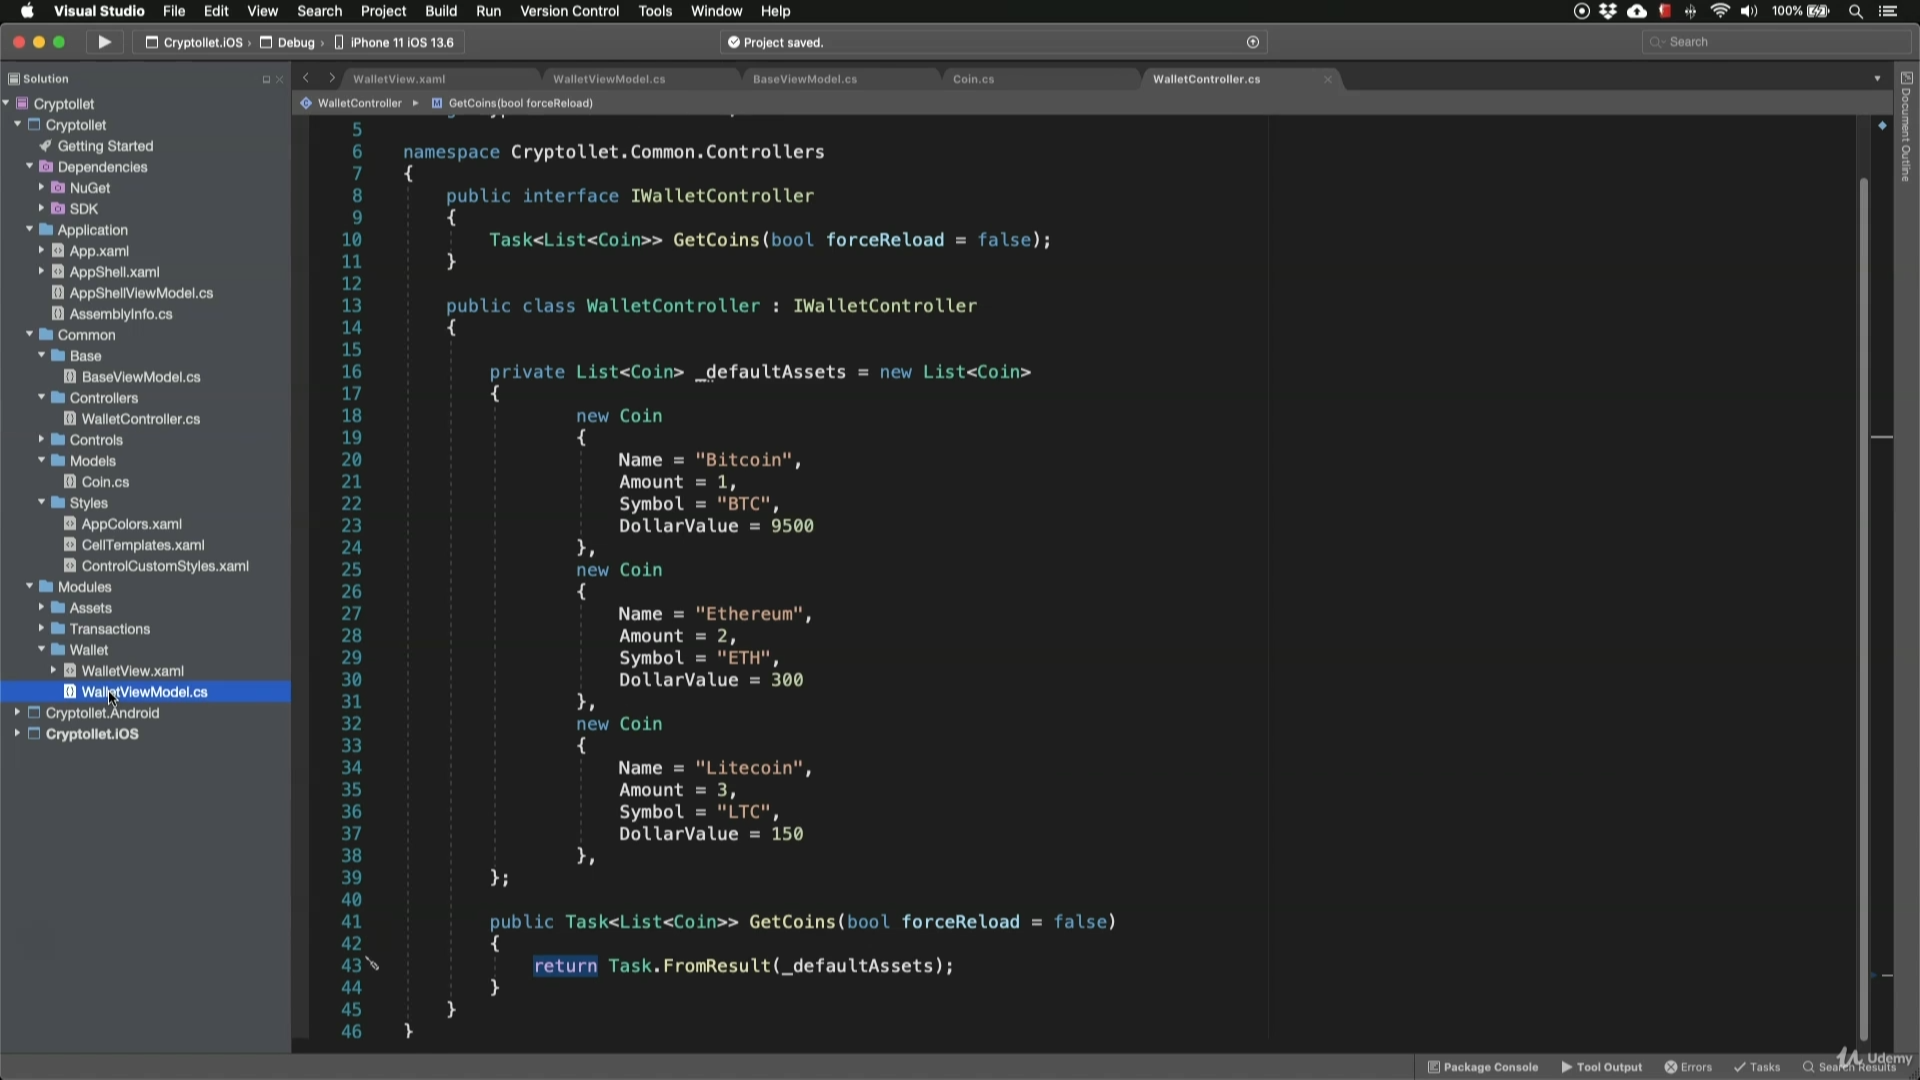 Visual Studio File Edit View Search Project Build Run Version Control Tools Window Help 100%
Cryptollet.iOS › Debug › iPhone 11 iOS 13.6 Project saved. Search
Solution
WalletView.xaml WalletViewModel.cs BaseViewModel.cs Coin.cs WalletController.cs
WalletController GetCoins(bool forceReload)
Document Outline
Cryptollet
Cryptollet
Getting Started
Dependencies
NuGet
SDK
Application
App.xaml
AppShell.xaml
AppShellViewModel.cs
AssemblyInfo.cs
Common
Base
BaseViewModel.cs
Controllers
WalletController.cs
Controls
Models
Coin.cs
Styles
AppColors.xaml
CellTemplates.xaml
ControlCustomStyles.xaml
Modules
Assets
Transactions
Wallet
WalletView.xaml
WalletViewModel.cs
Cryptollet.Android
Cryptollet.iOS
5
6 namespace Cryptollet.Common.Controllers
7 {
8 public interface IWalletController
9 {
10 Task<List<Coin>> GetCoins(bool forceReload = false);
11 }
12
13 public class WalletController : IWalletController
14 {
15
16 private List<Coin> _defaultAssets = new List<Coin>
17 {
18 new Coin
19 {
20 Name = "Bitcoin",
21 Amount = 1,
22 Symbol = "BTC",
23 DollarValue = 9500
24 },
25 new Coin
26 {
27 Name = "Ethereum",
28 Amount = 2,
29 Symbol = "ETH",
30 DollarValue = 300
31 },
32 new Coin
33 {
34 Name = "Litecoin",
35 Amount = 3,
36 Symbol = "LTC",
37 DollarValue = 150
38 },
39 };
40
41 public Task<List<Coin>> GetCoins(bool forceReload = false)
42 {
43 return Task.FromResult(_defaultAssets);
44 }
45 }
46 }
Package Console Tool Output Errors Tasks Search Results
Udemy